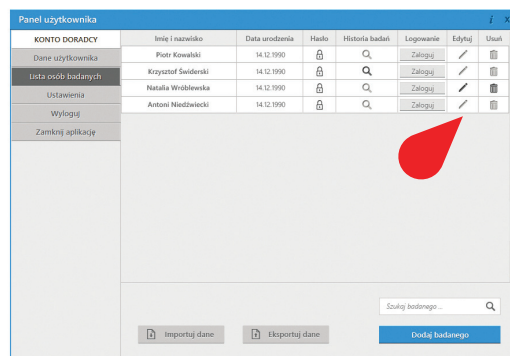 Panel użytkownika i x
KONTO DORADCY
Dane użytkownika
Lista osób badanych
Ustawienia
Wyloguj
Zamknij aplikację
Imię i nazwisko Data urodzenia Hasło Historia badań Logowanie Edytuj Usuń
Piotr Kowalski 14.12.1990 Zaloguj
Krzysztof Świderski 14.12.1990 Zaloguj
Natalia Wróblewska 14.12.1990 Zaloguj
Antoni Niedźwiecki 14.12.1990 Zaloguj
Szukaj badanego ...
Importuj dane Eksportuj dane Dodaj badanego